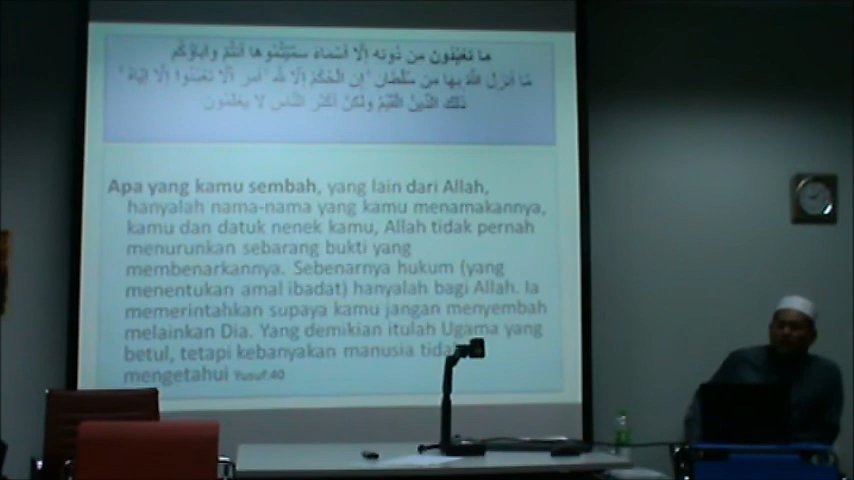 ما تعبدون من دونه إلا أسماء سميتموها أنتم وآباؤكم
ما أنزل الله بها من سلطان إن الحكم إلا لله أمر ألا تعبدوا إلا إياه
ذلك الدين القيم ولكن أكثر الناس لا يعلمون
Apa yang kamu sembah, yang lain dari Allah,
hanyalah nama-nama yang kamu menamakannya,
kamu dan datuk nenek kamu, Allah tidak pernah
menurunkan sebarang bukti yang
membenarkannya. Sebenarnya hukum (yang
menentukan amal ibadat) hanyalah bagi Allah. Ia
memerintahkan supaya kamu jangan menyembah
melainkan Dia. Yang demikian itulah Ugama yang
betul, tetapi kebanyakan manusia tida
mengetahui Yusuf:40